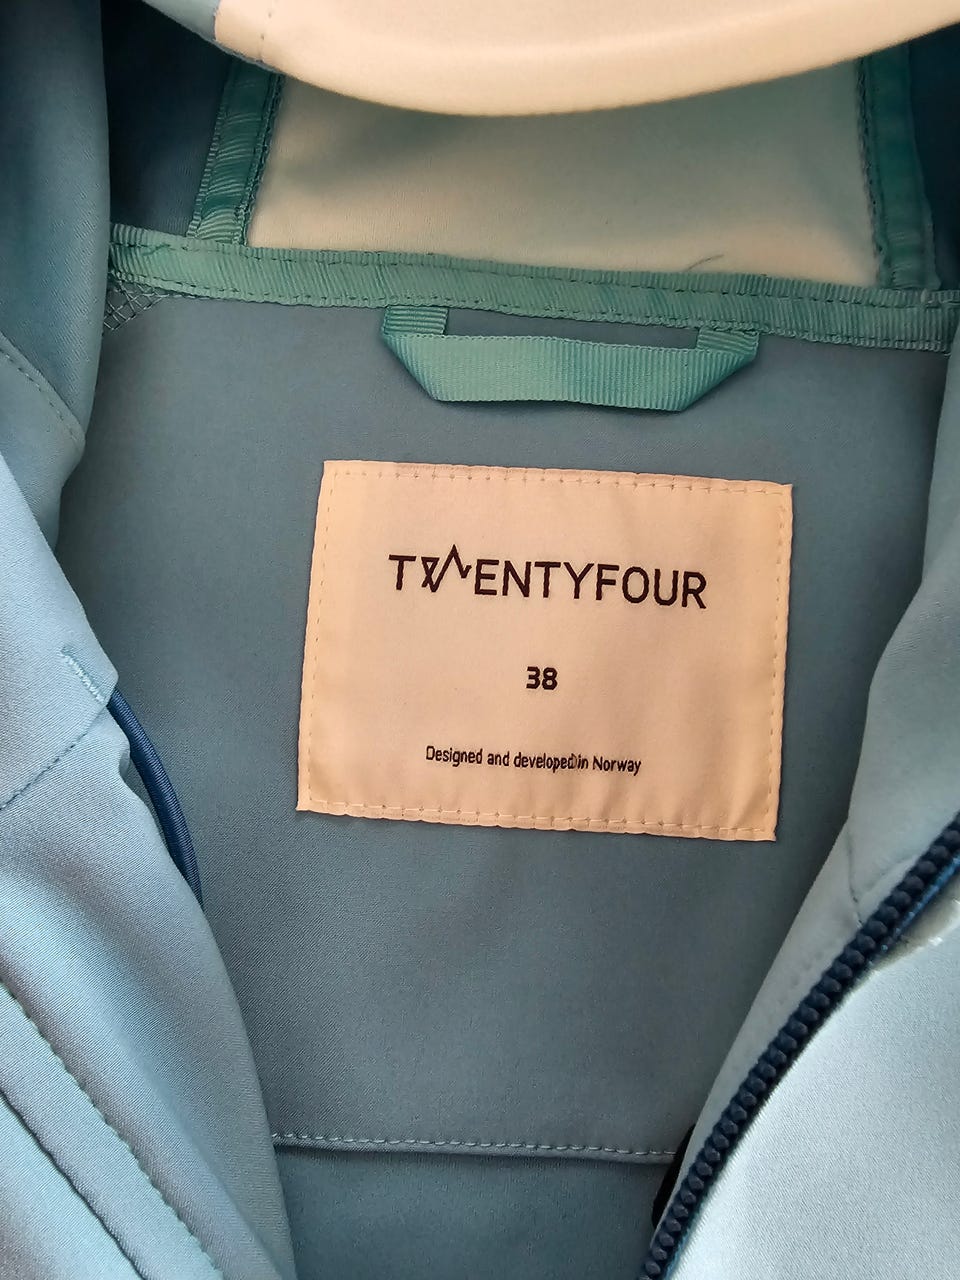 TWENTYFOUR
38
Designed and developed in Norway